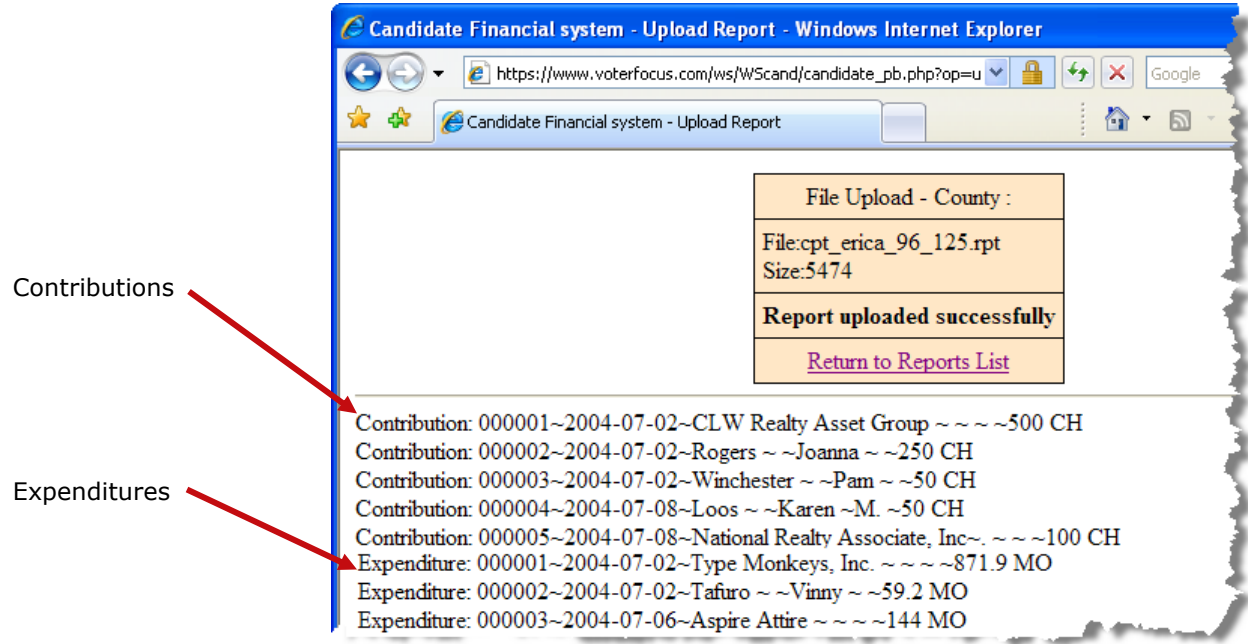 Candidate Financial system - Upload Report - Windows Internet Explorer
https://www.voterfocus.com/ws/WScand/candidate_pb.php?op=u
Google
Candidate Financial system - Upload Report
File Upload - County :
File:cpt_erica_96_125.rpt
Size:5474
Report uploaded successfully
Return to Reports List
Contributions
Contribution: 000001~2004-07-02~CLW Realty Asset Group ~ ~ ~ ~500 CH
Contribution: 000002~2004-07-02~Rogers ~ ~Joanna ~ ~250 CH
Contribution: 000003~2004-07-02~Winchester ~ ~Pam ~ ~50 CH
Expenditures
Contribution: 000004~2004-07-08~Loos ~ ~Karen ~M. ~50 CH
Contribution: 000005~2004-07-08~National Realty Associate, Inc~. ~ ~ ~100 CH
Expenditure: 000001~2004-07-02~Type Monkeys, Inc. ~ ~ ~ ~871.9 MO
Expenditure: 000002~2004-07-02~Tafuro ~ ~Vinny ~ ~59.2 MO
Expenditure: 000003~2004-07-06~Aspire Attire ~ ~ ~ ~144 MO